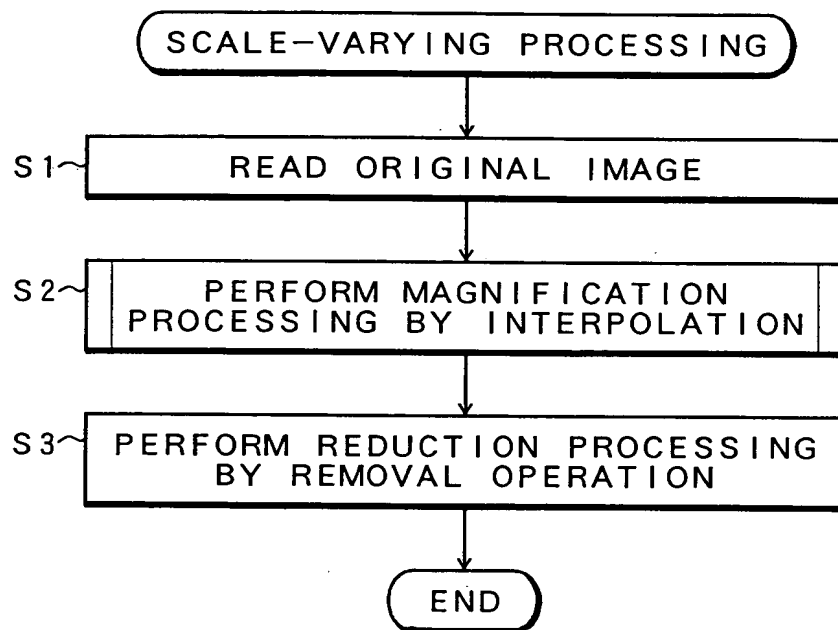 SCALE-VARYING PROCESSING
S1
READ ORIGINAL IMAGE
S2
PERFORM MAGNIFICATION
PROCESSING BY INTERPOLATION
S3
PERFORM REDUCTION PROCESSING
BY REMOVAL OPERATION
END